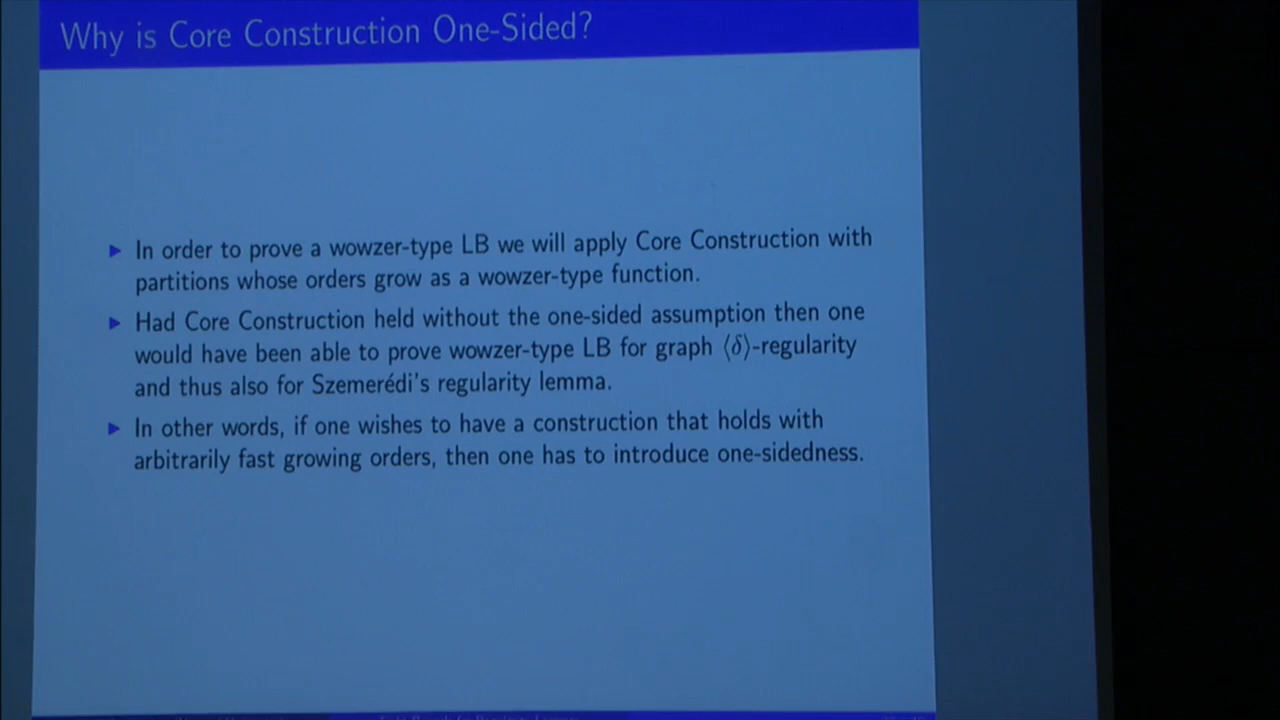 Why is Core Construction One-Sided?
In order to prove a wowzer-type LB we will apply Core Construction with
partitions whose orders grow as a wowzer-type function.
Had Core Construction held without the one-sided assumption then one
would have been able to prove wowzer-type LB for graph ⟨δ⟩-regularity
and thus also for Szemerédi's regularity lemma.
In other words, if one wishes to have a construction that holds with
arbitrarily fast growing orders, then one has to introduce one-sidedness.